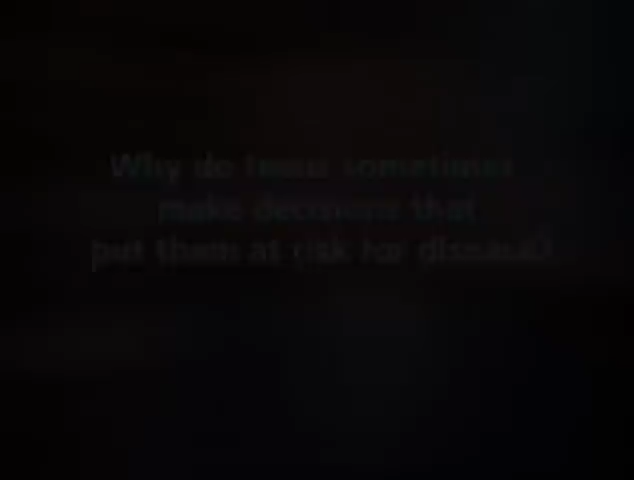 Why do teens sometimes
make decisions that
put them at risk for disease?